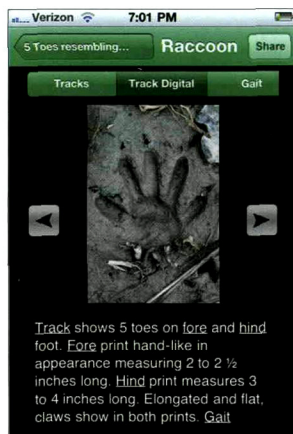 Verizon 7:01 PM
5 Toes resembling... Raccoon Share
Tracks Track Digital Gait
Track shows 5 toes on fore and hind
foot. Fore print hand-like in
appearance measuring 2 to 2 ½
inches long. Hind print measures 3
to 4 inches long. Elongated and flat,
claws show in both prints. Gait